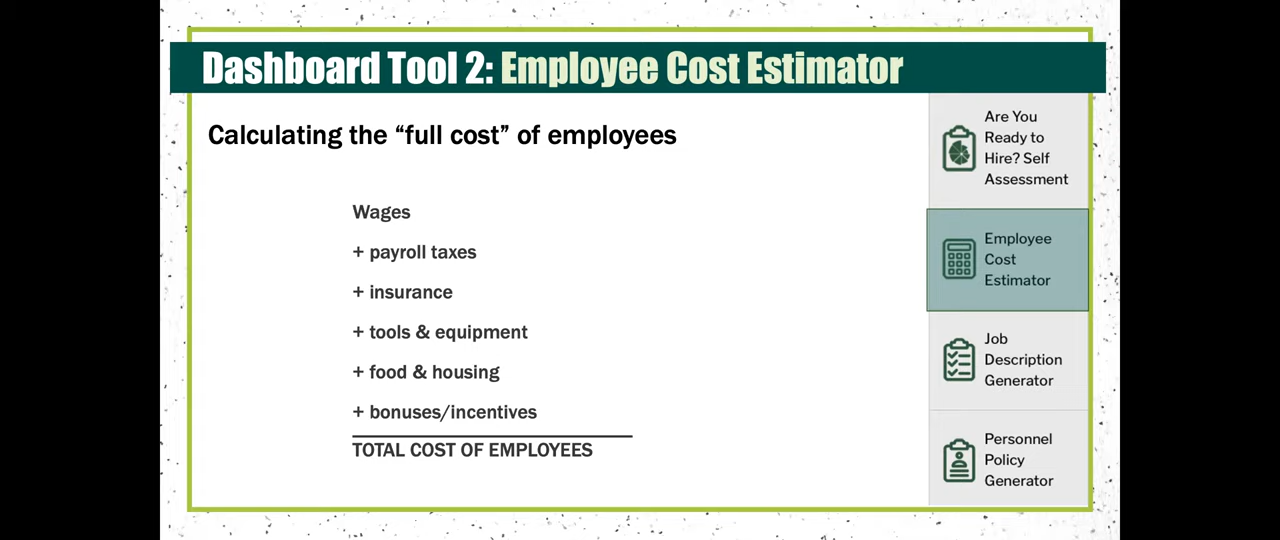 Dashboard Tool 2: Employee Cost Estimator
Calculating the “full cost” of employees
Wages
+ payroll taxes
+ insurance
+ tools & equipment
+ food & housing
+ bonuses/incentives
TOTAL COST OF EMPLOYEES
Are You
Ready to
Hire? Self
Assessment
Employee
Cost
Estimator
Job
Description
Generator
Personnel
Policy
Generator